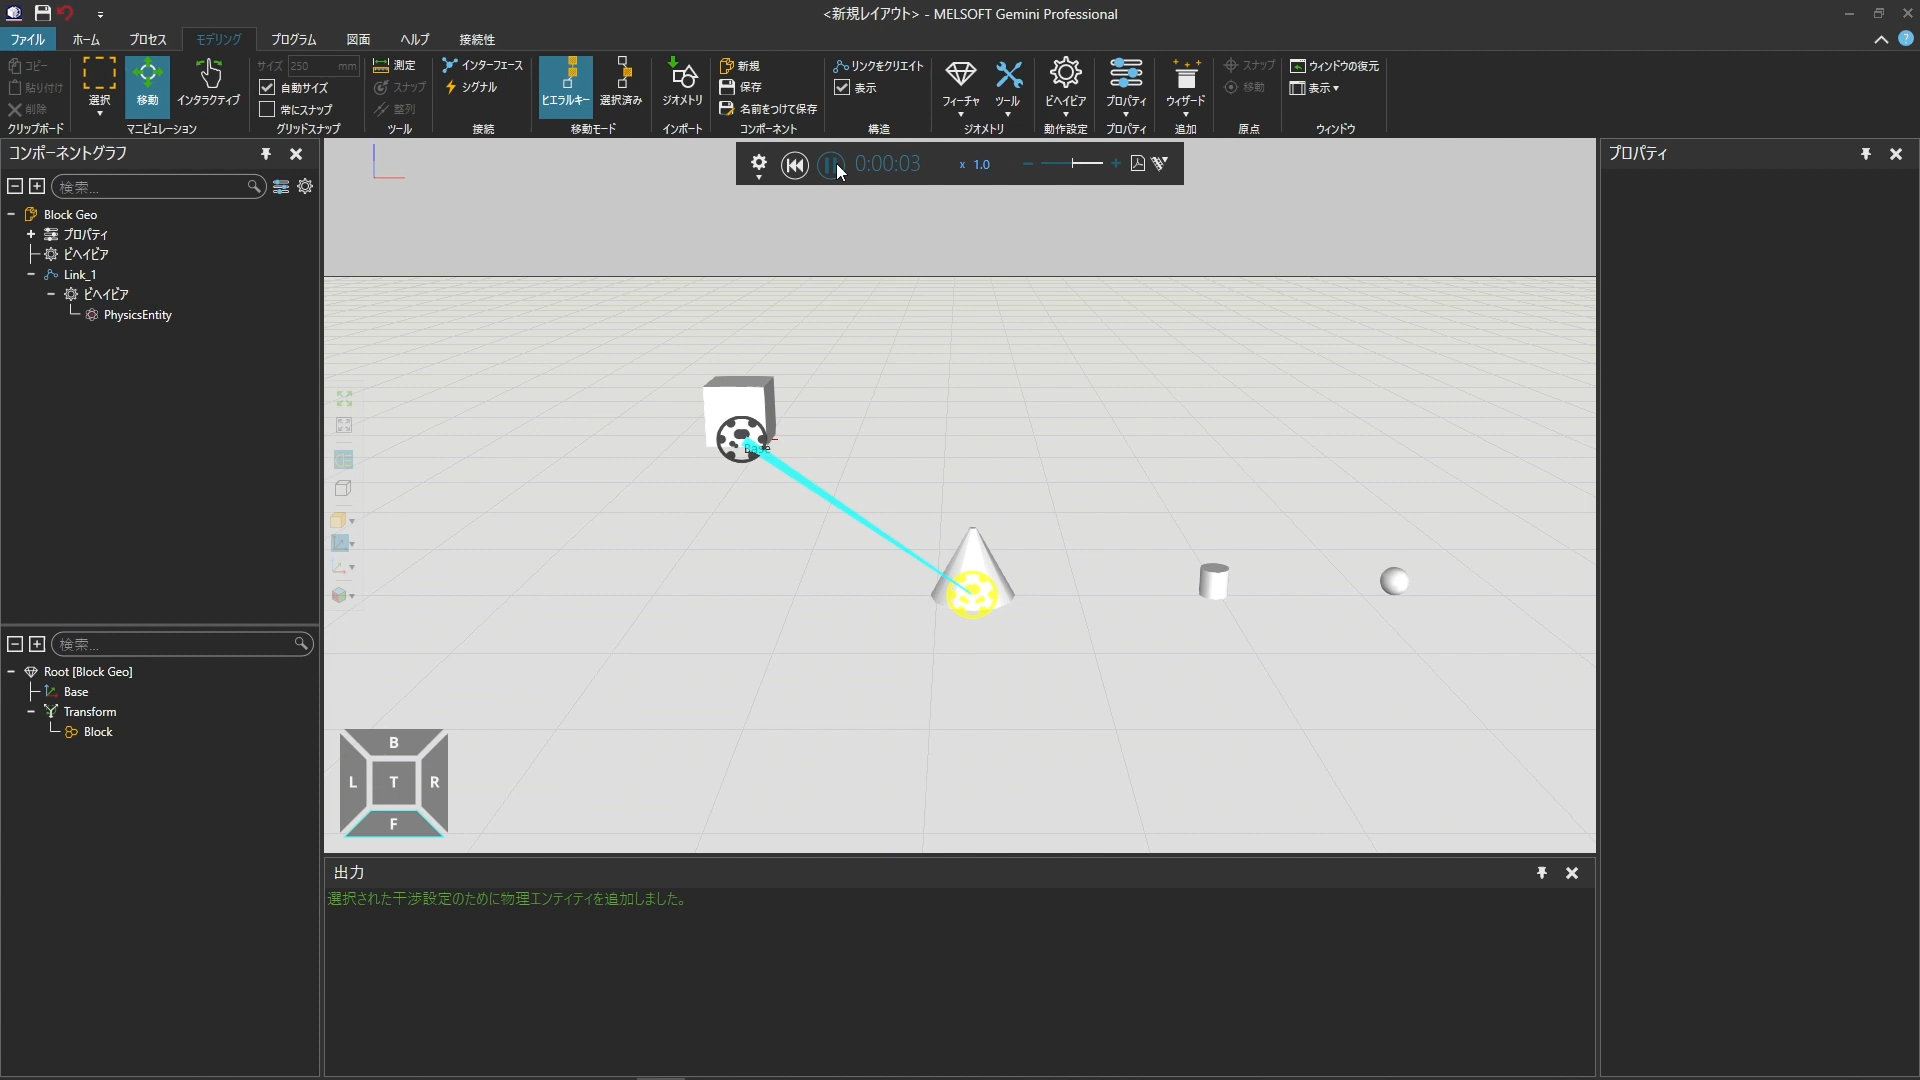 <新規レイアウト> - MELSOFT Gemini Professional
ファイル ホーム プロセス モデリング プログラム 図面 ヘルプ 接続性
コピー
貼り付け
削除
クリップボード
選択 移動 インタラクティブ
マニピュレーション
サイズ 250 mm
自動サイズ
常にスナップ
グリッドスナップ
測定
スナップ
整列
ツール
インターフェース
シグナル
接続
ヒエラルキー 選択済み
移動モード
ジオメトリ
インポート
新規
保存
名前をつけて保存
コンポーネント
リンクをクリエイト
表示
構造
フィーチャ ツール
ジオメトリ
ビヘイビア
動作設定
プロパティ
プロパティ
ウィザード
追加
スナップ
移動
原点
ウィンドウの復元
表示
ウィンドウ
コンポーネントグラフ
検索...
Block Geo
プロパティ
ビヘイビア
Link_1
ビヘイビア
PhysicsEntity
検索...
Root [Block Geo]
Base
Transform
Block
0:00:03 x 1.0
Base
B
L T R
F
出力
選択された干渉設定のために物理エンティティを追加しました。
プロパティ